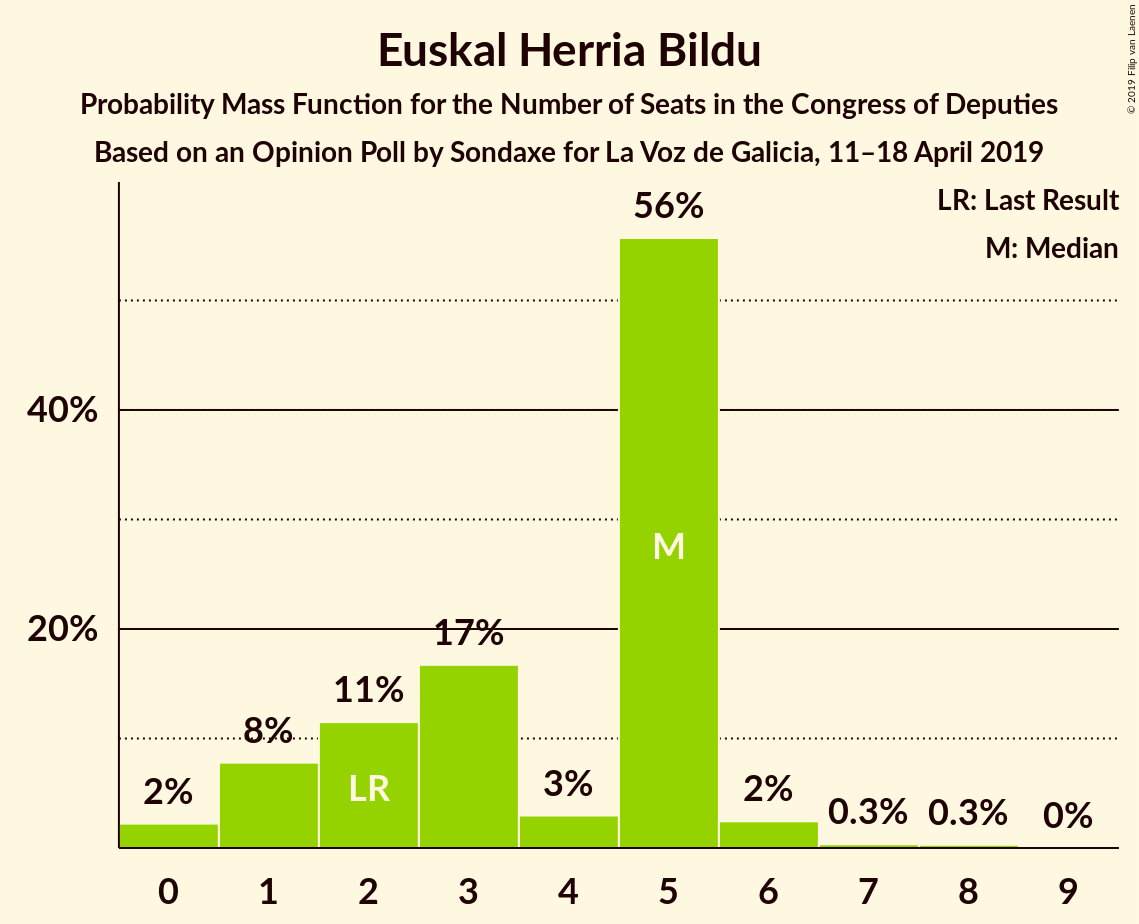 Euskal Herria Bildu
Probability Mass Function for the Number of Seats in the Congress of Deputies
Based on an Opinion Poll by Sondaxe for La Voz de Galicia, 11–18 April 2019
© 2019 Filip van Laenen
LR: Last Result
M: Median
56%
40%
M
20%
17%
11%
8%
LR
2%
3%
2%
0.3%
0.3%
0%
0 1 2 3 4 5 6 7 8 9